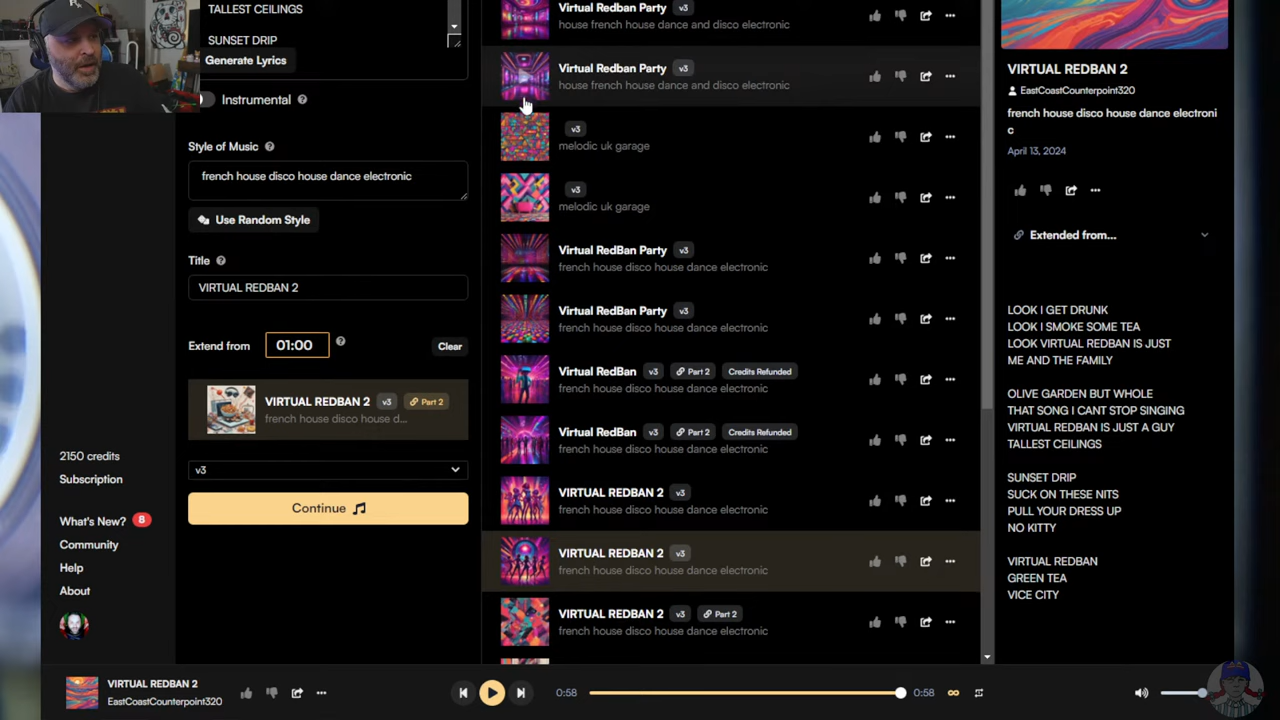 TALLEST CEILINGS
SUNSET DRIP
Generate Lyrics
Instrumental
Style of Music
french house disco house dance electronic
Use Random Style
Title
VIRTUAL REDBAN 2
Extend from
01:00
Clear
VIRTUAL REDBAN 2 v3 Part 2
french house disco house d...
v3
Continue
2150 credits
Subscription
What's New? 8
Community
Help
About
Virtual RedBan Party v3
house french house dance and disco electronic
Virtual RedBan Party v3
house french house dance and disco electronic
v3
melodic uk garage
v3
melodic uk garage
Virtual RedBan Party v3
french house disco house dance electronic
Virtual RedBan Party v3
french house disco house dance electronic
Virtual RedBan v3 Part 2 Credits Refunded
french house disco house dance electronic
Virtual RedBan v3 Part 2 Credits Refunded
french house disco house dance electronic
VIRTUAL REDBAN 2 v3
french house disco house dance electronic
VIRTUAL REDBAN 2 v3
french house disco house dance electronic
VIRTUAL REDBAN 2 v3 Part 2
french house disco house dance electronic
VIRTUAL REDBAN 2
EastCoastCounterpoint320
french house disco house dance electroni
c
April 13, 2024
Extended from...
LOOK I GET DRUNK
LOOK I SMOKE SOME TEA
LOOK VIRTUAL REDBAN IS JUST
ME AND THE FAMILY
OLIVE GARDEN BUT WHOLE
THAT SONG I CANT STOP SINGING
VIRTUAL REDBAN IS JUST A GUY
TALLEST CEILINGS
SUNSET DRIP
SUCK ON THESE NITS
PULL YOUR DRESS UP
NO KITTY
VIRTUAL REDBAN
GREEN TEA
VICE CITY
VIRTUAL REDBAN 2
EastCoastCounterpoint320
0:58
0:58